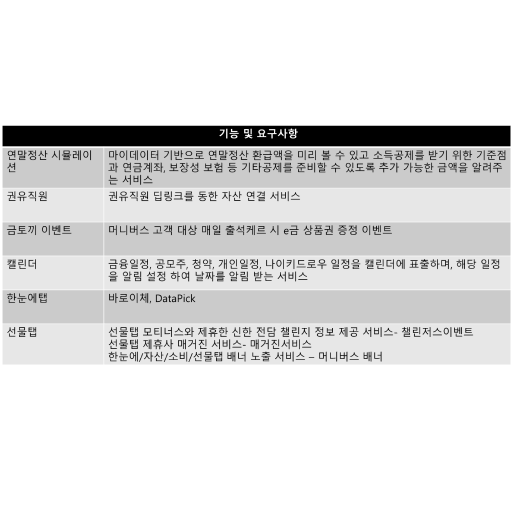 기능 및 요구사항
연말정산 시뮬레이
션
마이데이터 기반으로 연말정산 환급액을 미리 볼 수 있고 소득공제를 받기 위한 기준점
과 연금계좌, 보장성 보험 등 기타공제를 준비할 수 있도록 추가 가능한 금액을 알려주
는 서비스
권유직원
권유직원 딥링크를 통한 자산 연결 서비스
금토끼 이벤트
머니버스 고객 대상 매일 출석케르 시 e금 상품권 증정 이벤트
캘린더
금융일정, 공모주, 청약, 개인일정, 나이키드로우 일정을 캘린더에 표출하며, 해당 일정
을 알림 설정 하여 날짜를 알림 받는 서비스
한눈에탭
바로이체, DataPick
선물탭
선물탭 모티너스와 제휴한 신한 전담 챌린지 정보 제공 서비스- 챌린저스이벤트
선물탭 제휴사 매거진 서비스- 매거진서비스
한눈에/자산/소비/선물탭 배너 노출 서비스 – 머니버스 배너